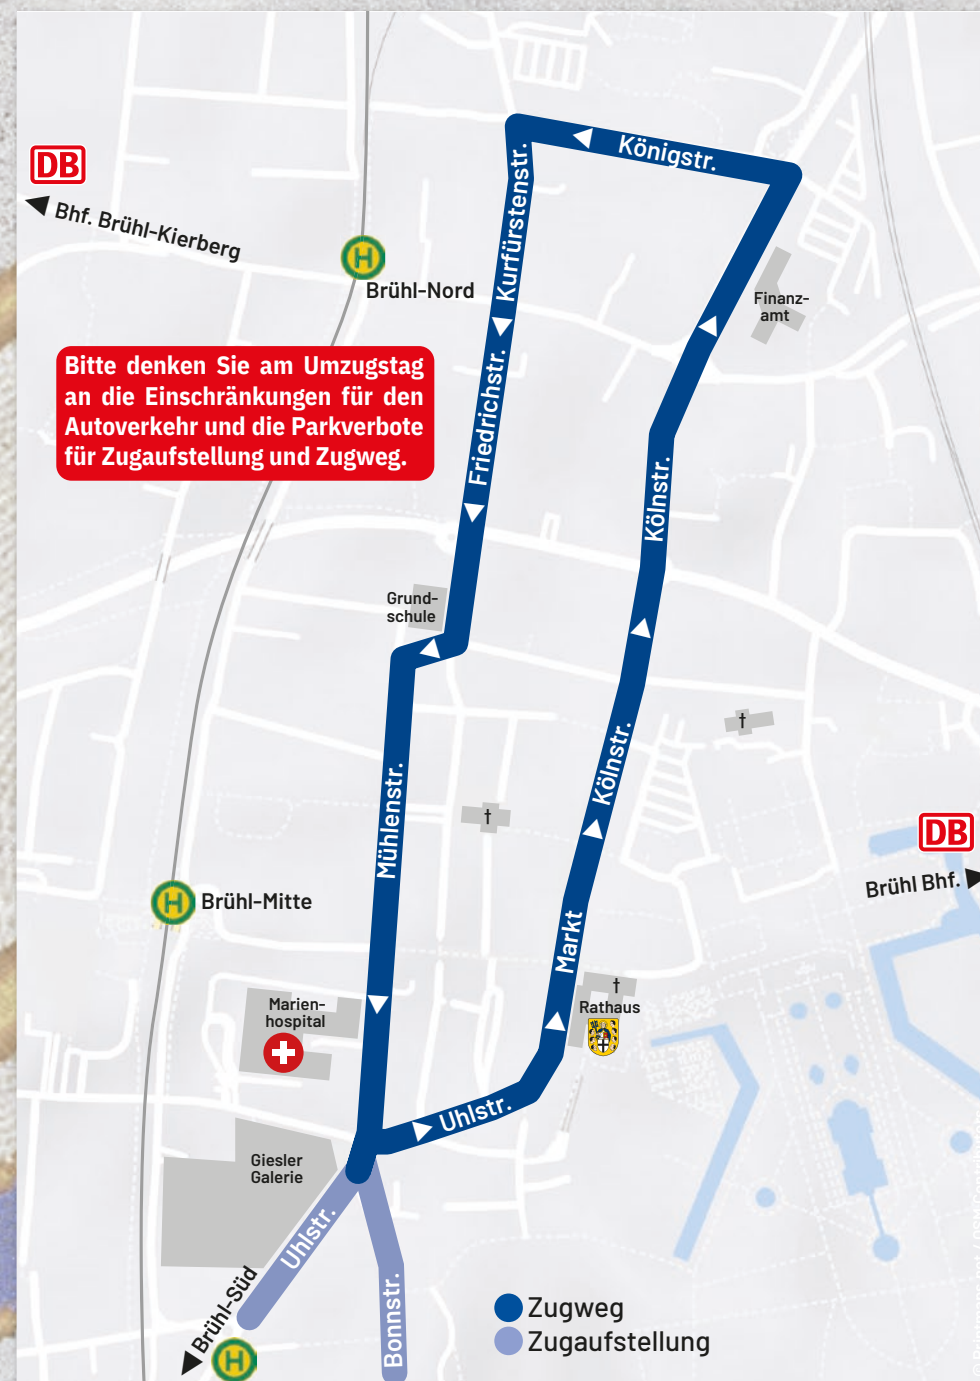 Königstr.
Kurfürstenstr.
DB
Bhf. Brühl-Kierberg
H
Brühl-Nord
Finanz-
amt
Bitte denken Sie am Umzugstag
an die Einschränkungen für den
Autoverkehr und die Parkverbote
für Zugaufstellung und Zugweg.
Friedrichstr.
Kölnstr.
Grund-
schule
Kölnstr.
Mühlenstr.
DB
Brühl Bhf.
H
Brühl-Mitte
Markt
Marien-
hospital
Rathaus
Uhlstr.
Giesler
Galerie
Uhlstr.
Brühl-Süd
H
Bonnstr.
Zugweg
Zugaufstellung